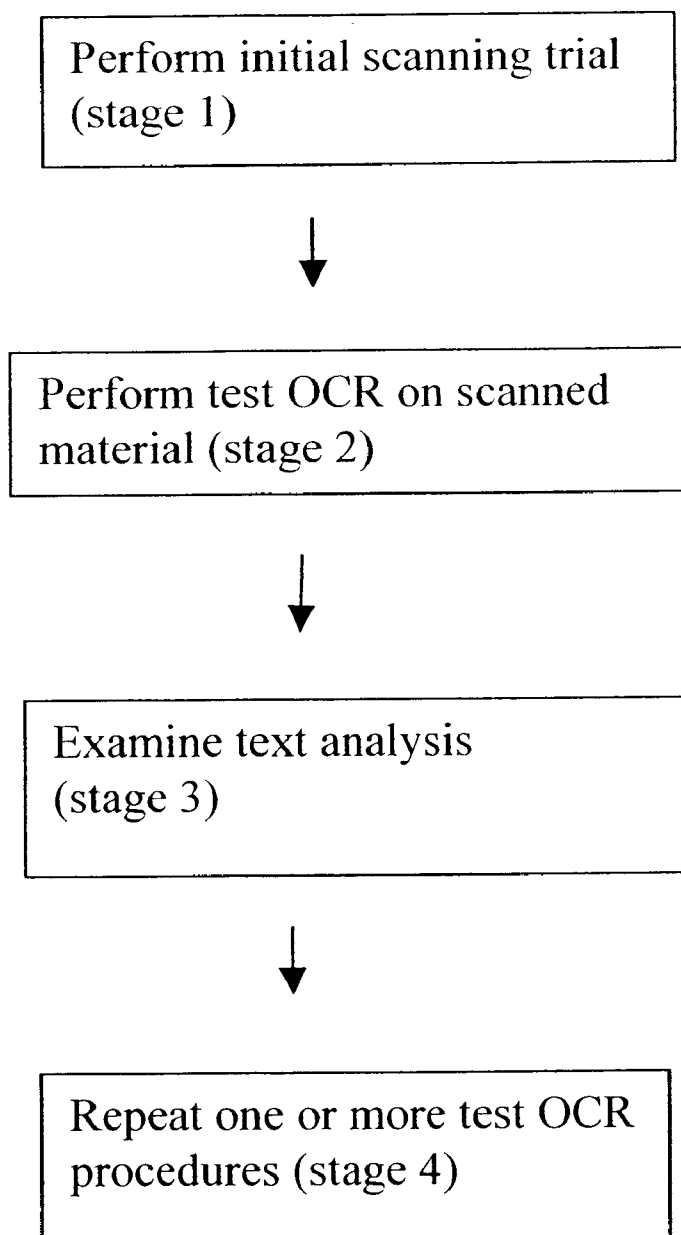 Perform initial scanning trial
(stage 1)
Perform test OCR on scanned
material (stage 2)
Examine text analysis
(stage 3)
Repeat one or more test OCR
procedures (stage 4)